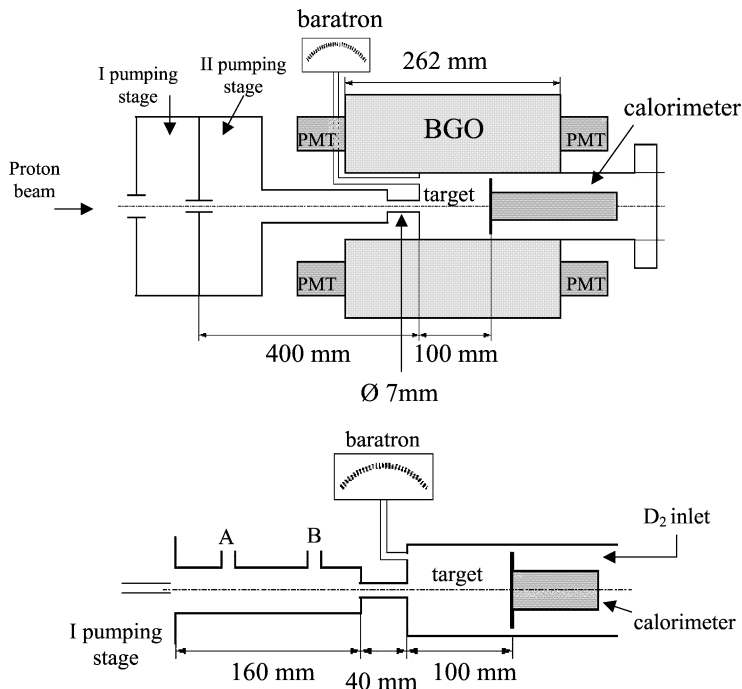 baratron
262 mm
I pumping
stage
II pumping
stage
calorimeter
PMT
BGO
PMT
Proton
beam
target
PMT
PMT
400 mm
100 mm
Ø 7mm
baratron
A
B
D₂ inlet
target
I pumping
stage
calorimeter
160 mm
40 mm
100 mm